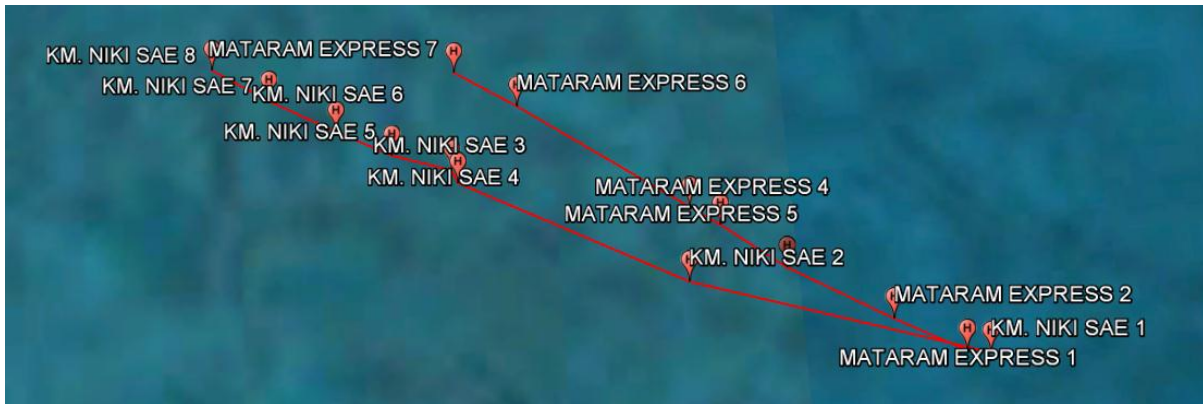 KM. NIKI SAE 8
MATARAM EXPRESS 7
KM. NIKI SAE 7
KM. NIKI SAE 6
MATARAM EXPRESS 6
KM. NIKI SAE 5
KM. NIKI SAE 3
KM. NIKI SAE 4
MATARAM EXPRESS 4
MATARAM EXPRESS 5
KM. NIKI SAE 2
MATARAM EXPRESS 2
KM. NIKI SAE 1
MATARAM EXPRESS 1